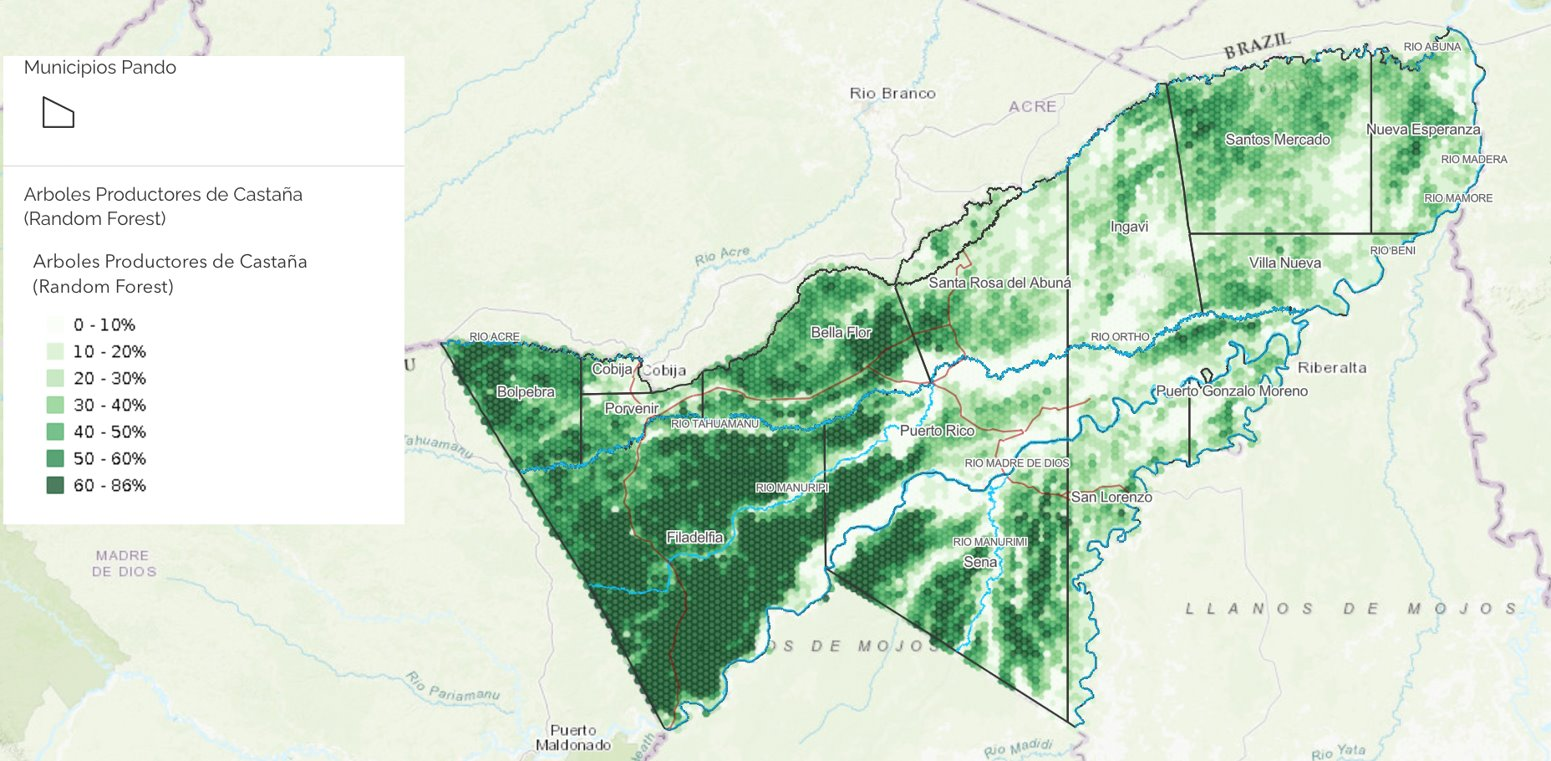 Municipios Pando
Arboles Productores de Castaña
(Random Forest)
Arboles Productores de Castaña
(Random Forest)
0 - 10%
10 - 20%
20 - 30%
30 - 40%
40 - 50%
50 - 60%
60 - 86%
BRAZIL
RIO ABUNA
Rio Branco
ACRE
Santos Mercado
Nueva Esperanza
RIO MADERA
RIO MAMORE
Ingavi
Rio Acre
RIO BENI
Villa Nueva
Santa Rosa del Abuná
Bella Flor
RIO ACRE
RIO ORTHO
U
Cobija
Cobija
Riberalta
Bolpebra
Puerto Gonzalo Moreno
Porvenir
RIO TAHUAMANU
Puerto Rico
Tahuamanu
RIO MADRE DE DIOS
RIO MANURIPI
San Lorenzo
Filadelfia
RIO MANURIMI
Sena
MADRE
DE DIOS
LLANOS DE MOJOS
OS DE MOJOS
Rio Pariamanu
Puerto
Maldonado
Heath
Rio Madidi
Rio Yata